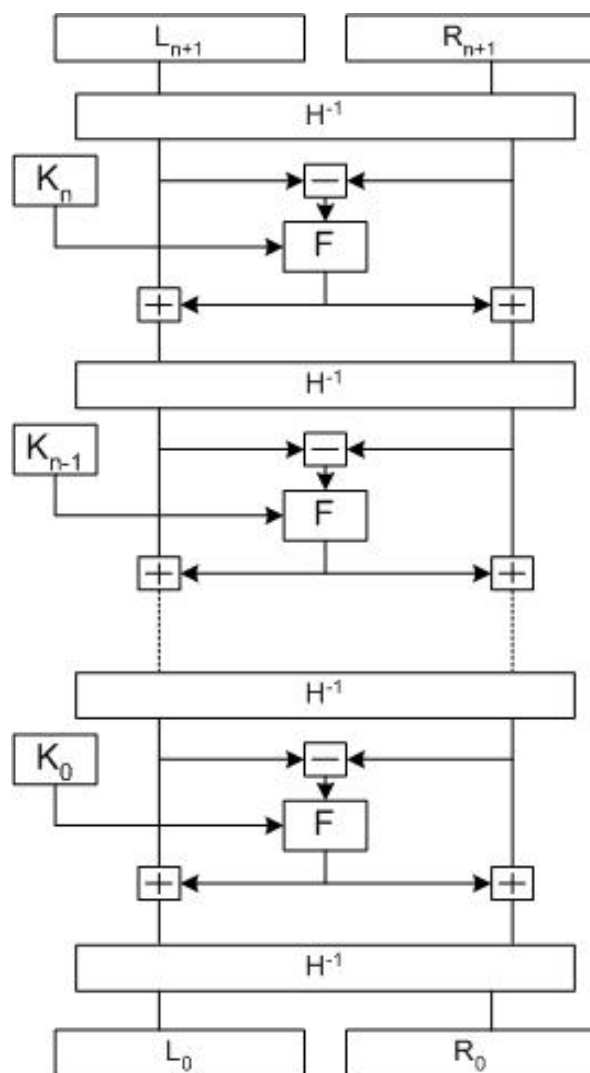 Lₙ₊₁ Rₙ₊₁
H⁻¹
—
Kₙ
F
+ +
H⁻¹
—
Kₙ₋₁
F
+ +
H⁻¹
—
K₀
F
+ +
H⁻¹
L₀ R₀